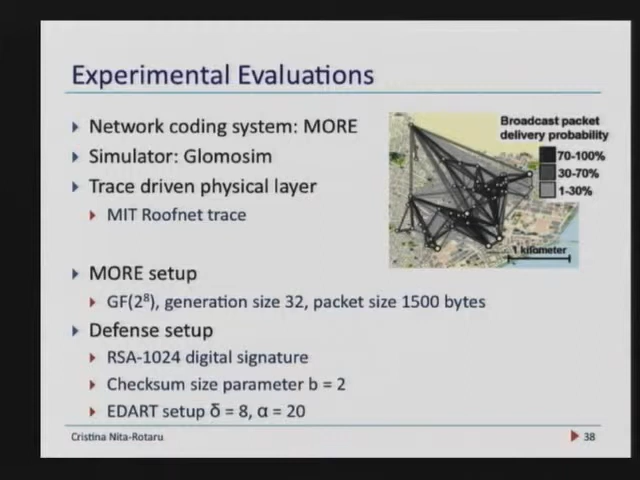 Experimental Evaluations
Network coding system: MORE
Simulator: Glomosim
Trace driven physical layer
MIT Roofnet trace
Broadcast packet
delivery probability
70-100%
30-70%
1-30%
1 kilometer
MORE setup
GF(2⁸), generation size 32, packet size 1500 bytes
Defense setup
RSA-1024 digital signature
Checksum size parameter b = 2
EDART setup δ = 8, α = 20
Cristina Nita-Rotaru
38